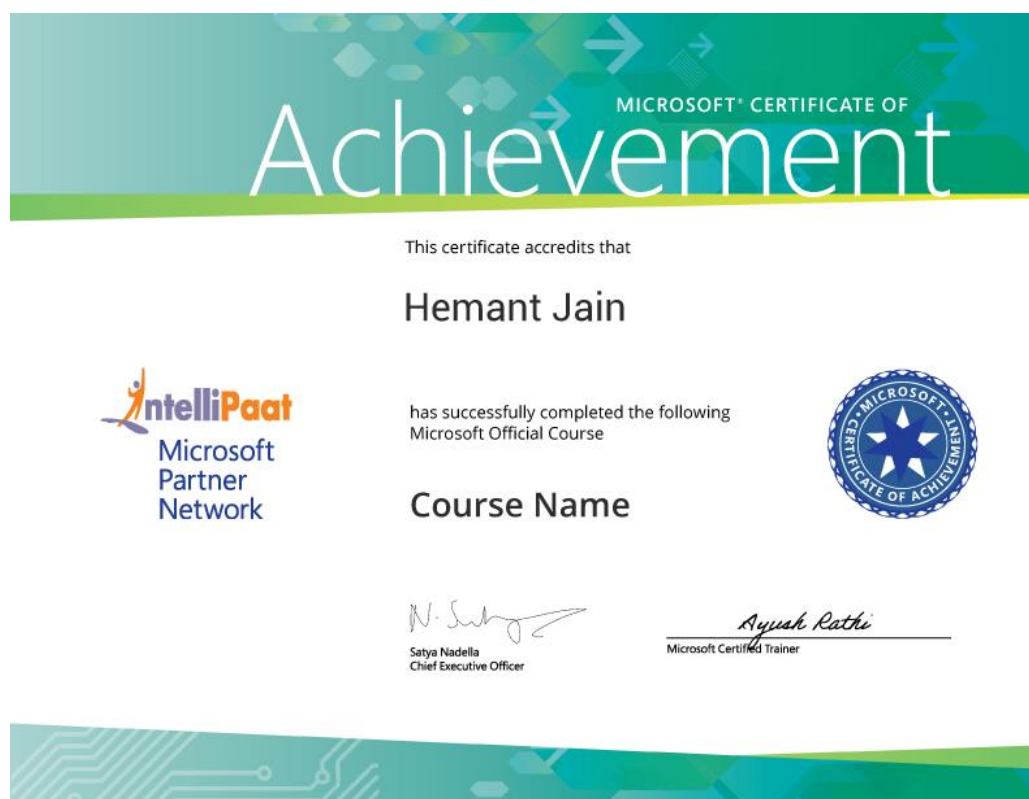 MICROSOFT® CERTIFICATE OF
Achievement
This certificate accredits that
Hemant Jain
IntelliPaat
Microsoft
Partner
Network
has successfully completed the following
Microsoft Official Course
Course Name
MICROSOFT • CERTIFICATE OF ACHIEVEMENT •
N. Satya
Satya Nadella
Chief Executive Officer
Ayush Rathi
Microsoft Certified Trainer